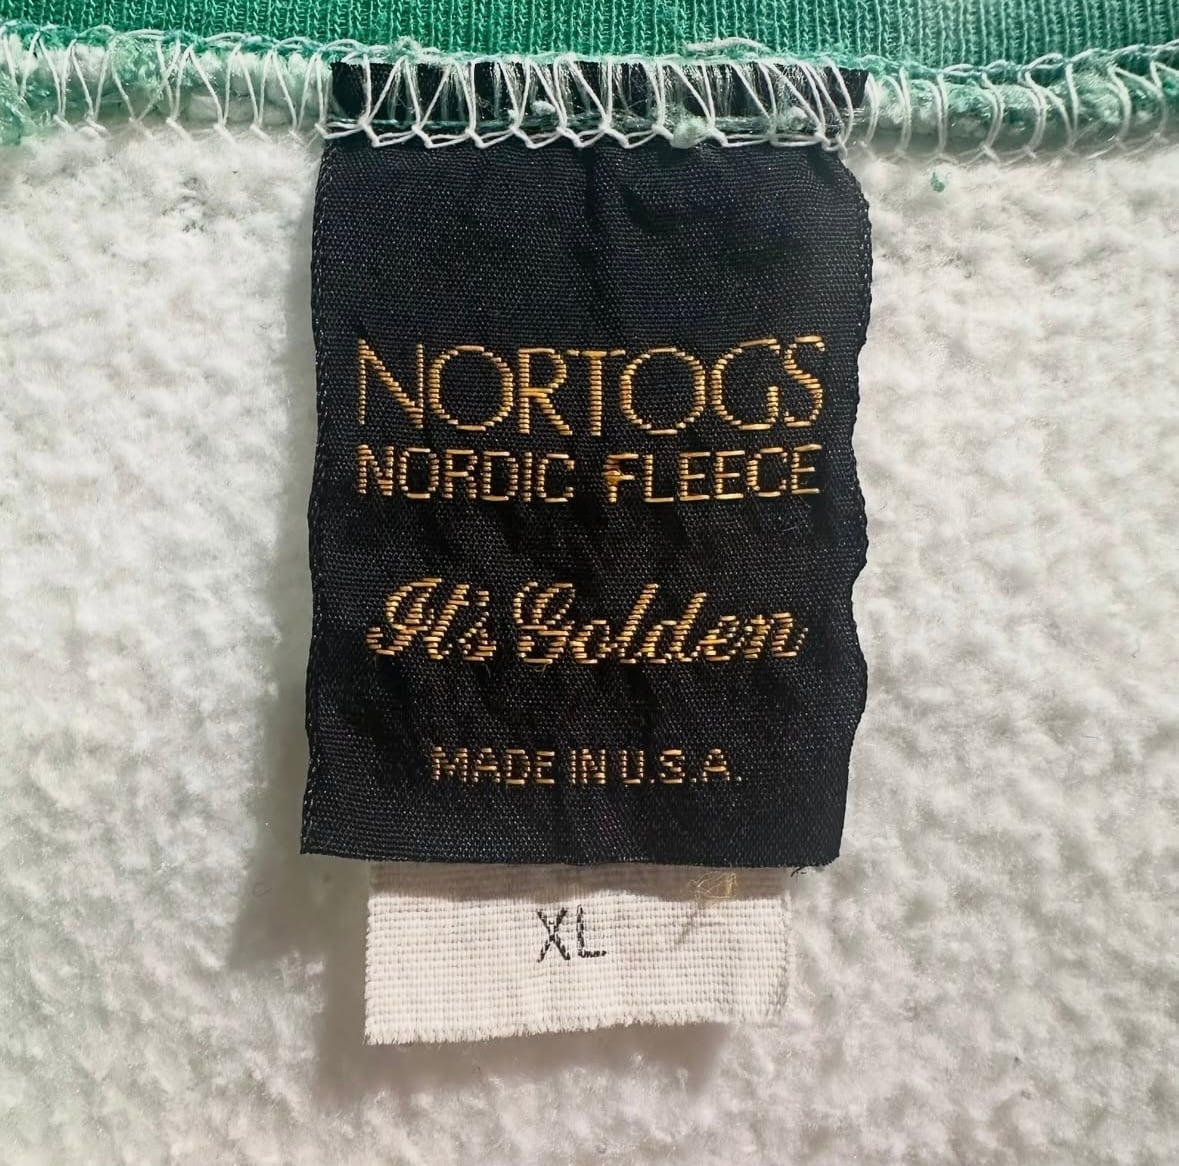 NORTOGS
NORDIC FLEECE
It's Golden
MADE IN U.S.A.
XL